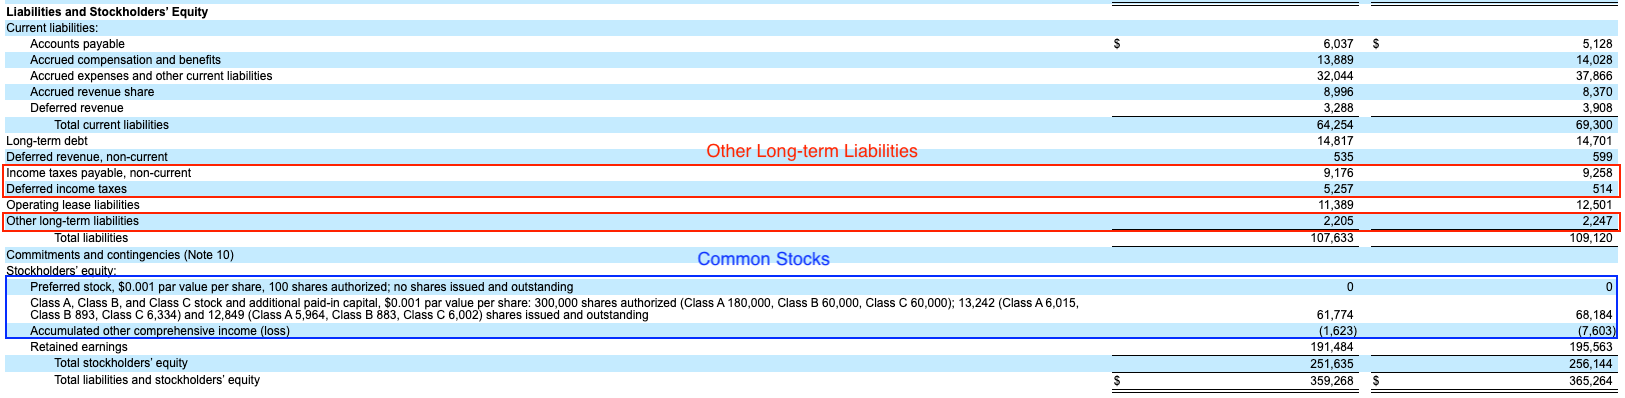 Liabilities and Stockholders’ Equity
Current liabilities:
Accounts payable $ 6,037 $ 5,128
Accrued compensation and benefits 13,889 14,028
Accrued expenses and other current liabilities 32,044 37,866
Accrued revenue share 8,996 8,370
Deferred revenue 3,288 3,908
Total current liabilities 64,254 69,300
Long-term debt 14,817 14,701
Other Long-term Liabilities
Deferred revenue, non-current 535 599
Income taxes payable, non-current 9,176 9,258
Deferred income taxes 5,257 514
Operating lease liabilities 11,389 12,501
Other long-term liabilities 2,205 2,247
Total liabilities 107,633 109,120
Commitments and contingencies (Note 10)
Common Stocks
Stockholders’ equity:
Preferred stock, $0.001 par value per share, 100 shares authorized; no shares issued and outstanding 0 0
Class A, Class B, and Class C stock and additional paid-in capital, $0.001 par value per share: 300,000 shares authorized (Class A 180,000, Class B 60,000, Class C 60,000); 13,242 (Class A 6,015,
Class B 893, Class C 6,334) and 12,849 (Class A 5,964, Class B 883, Class C 6,002) shares issued and outstanding 61,774 68,184
Accumulated other comprehensive income (loss) (1,623) (7,603)
Retained earnings 191,484 195,563
Total stockholders’ equity 251,635 256,144
Total liabilities and stockholders’ equity $ 359,268 $ 365,264